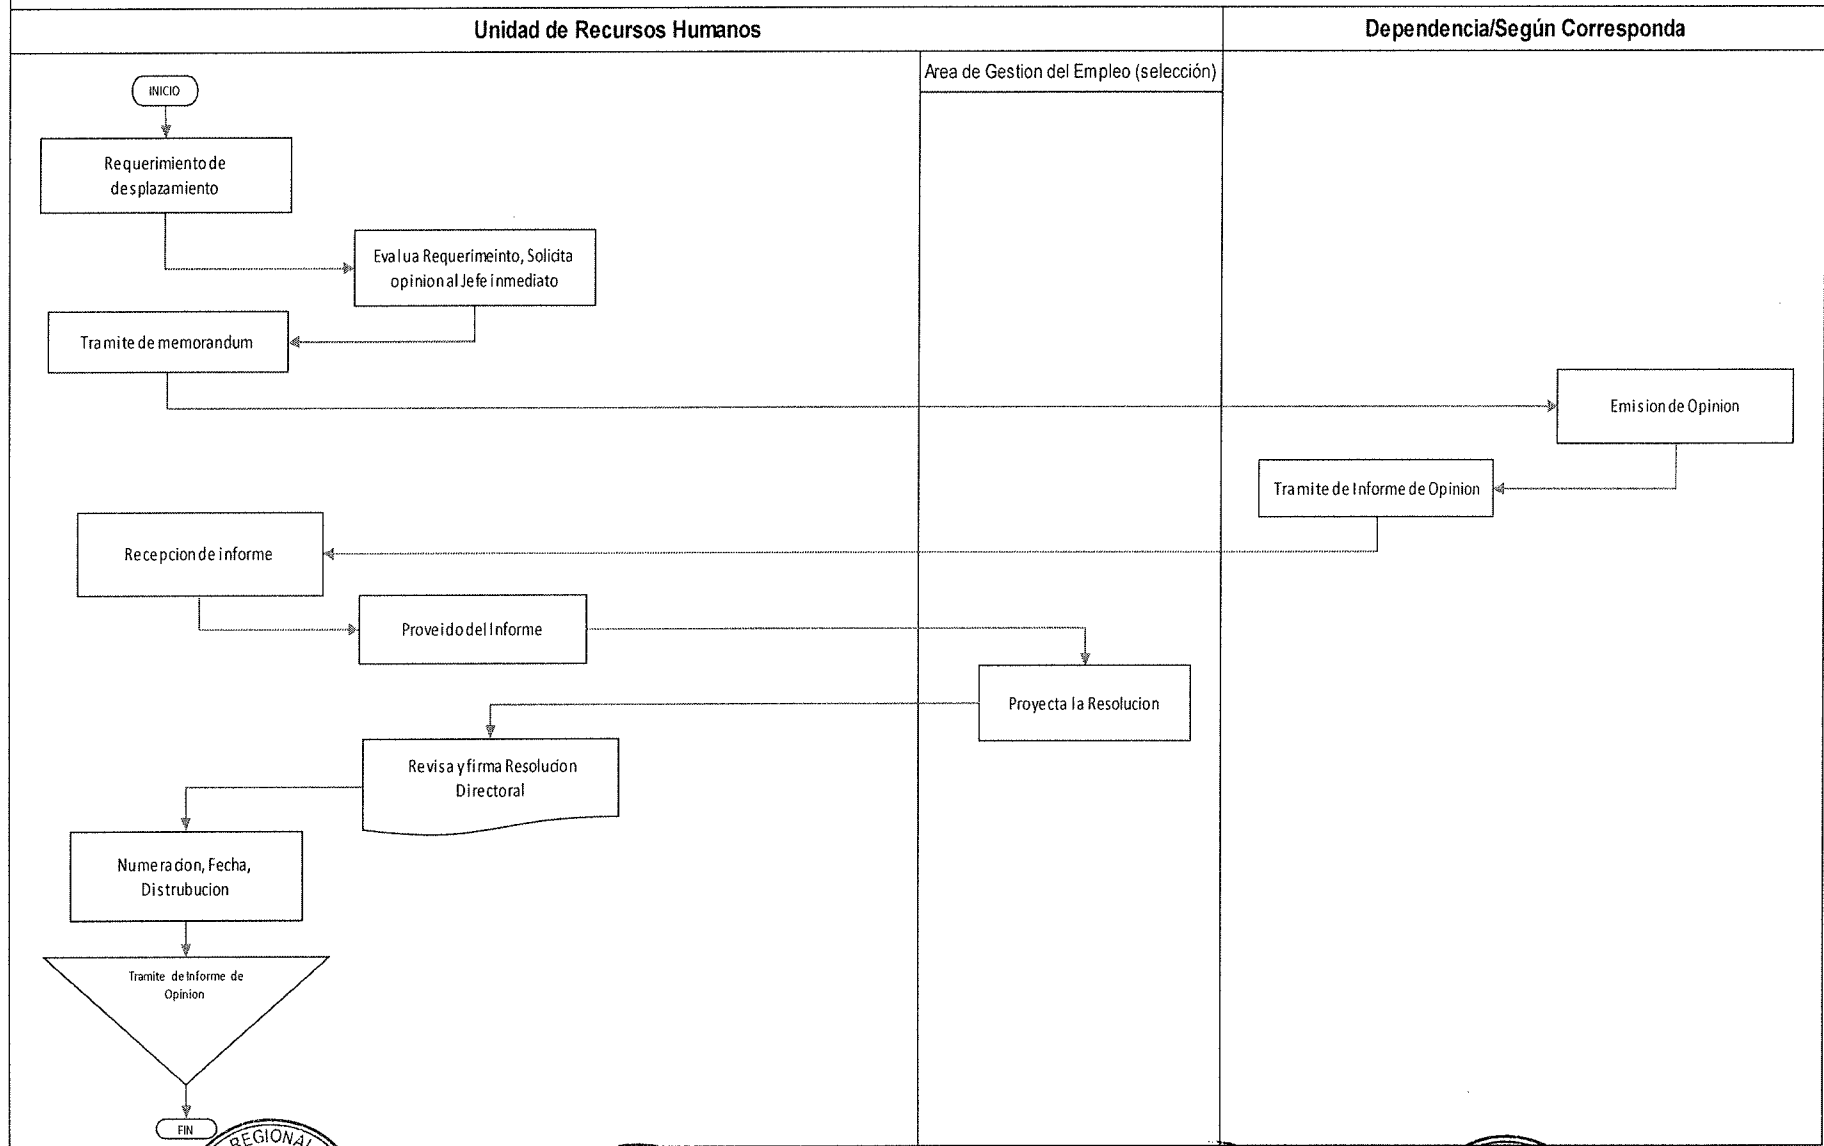 Unidad de Recursos Humanos
Dependencia/Según Corresponda
Area de Gestion del Empleo (selección)
INICIO
Requerimiento de
desplazamiento
Evalua Requerimeinto, Solicita
opinion al Jefe inmediato
Tramite de memorandum
Emision de Opinion
Tramite de Informe de Opinion
Recepcion de informe
Proveido del Informe
Proyecta la Resolucion
Revisa y firma Resolucion
Directoral
Numeracion, Fecha,
Distrubucion
Tramite de Informe de
Opinion
FIN
REGIONAL